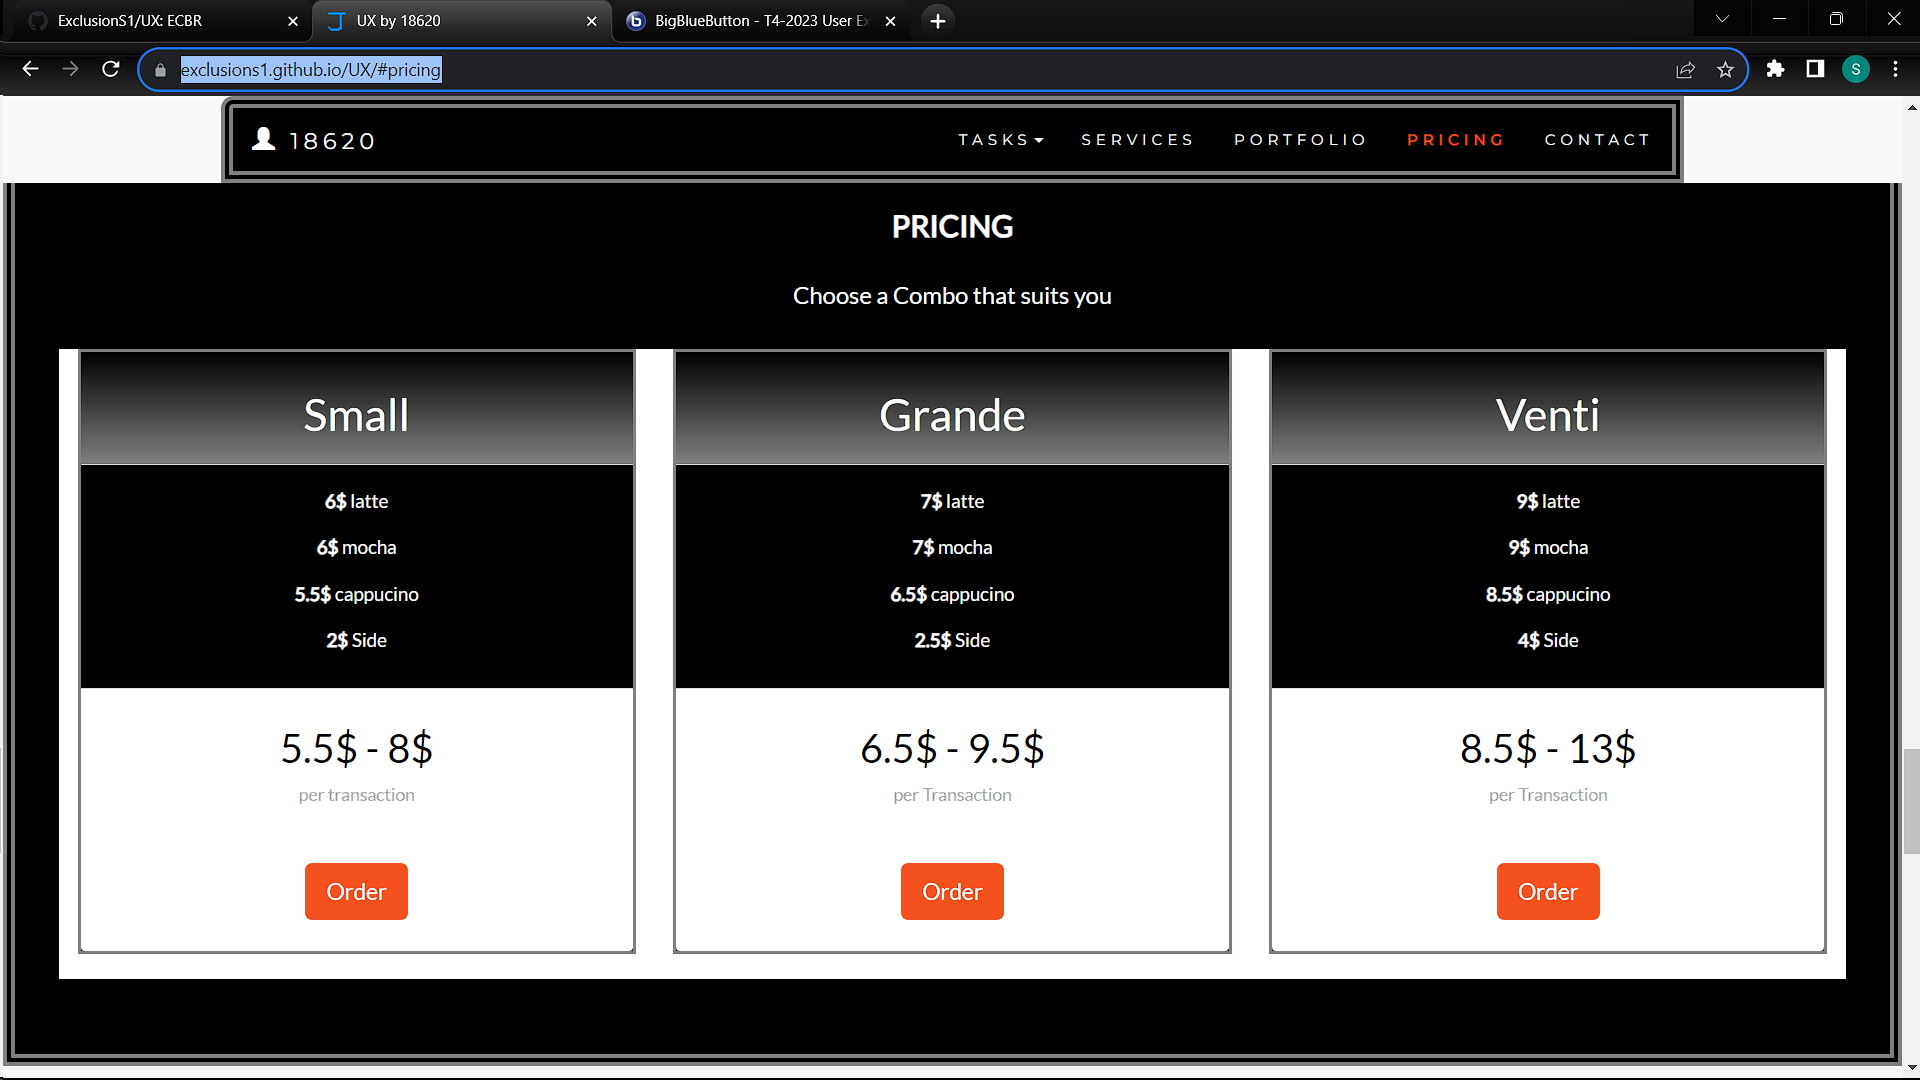 ExclusionS1/UX: ECBR
UX by 18620
BigBlueButton - T4-2023 User Ex
exclusions1.github.io/UX/#pricing
S
18620
TASKS
SERVICES
PORTFOLIO
PRICING
CONTACT
PRICING
Choose a Combo that suits you
Small
6$ latte
6$ mocha
5.5$ cappucino
2$ Side
5.5$ - 8$
per transaction
Order
Grande
7$ latte
7$ mocha
6.5$ cappucino
2.5$ Side
6.5$ - 9.5$
per Transaction
Order
Venti
9$ latte
9$ mocha
8.5$ cappucino
4$ Side
8.5$ - 13$
per Transaction
Order